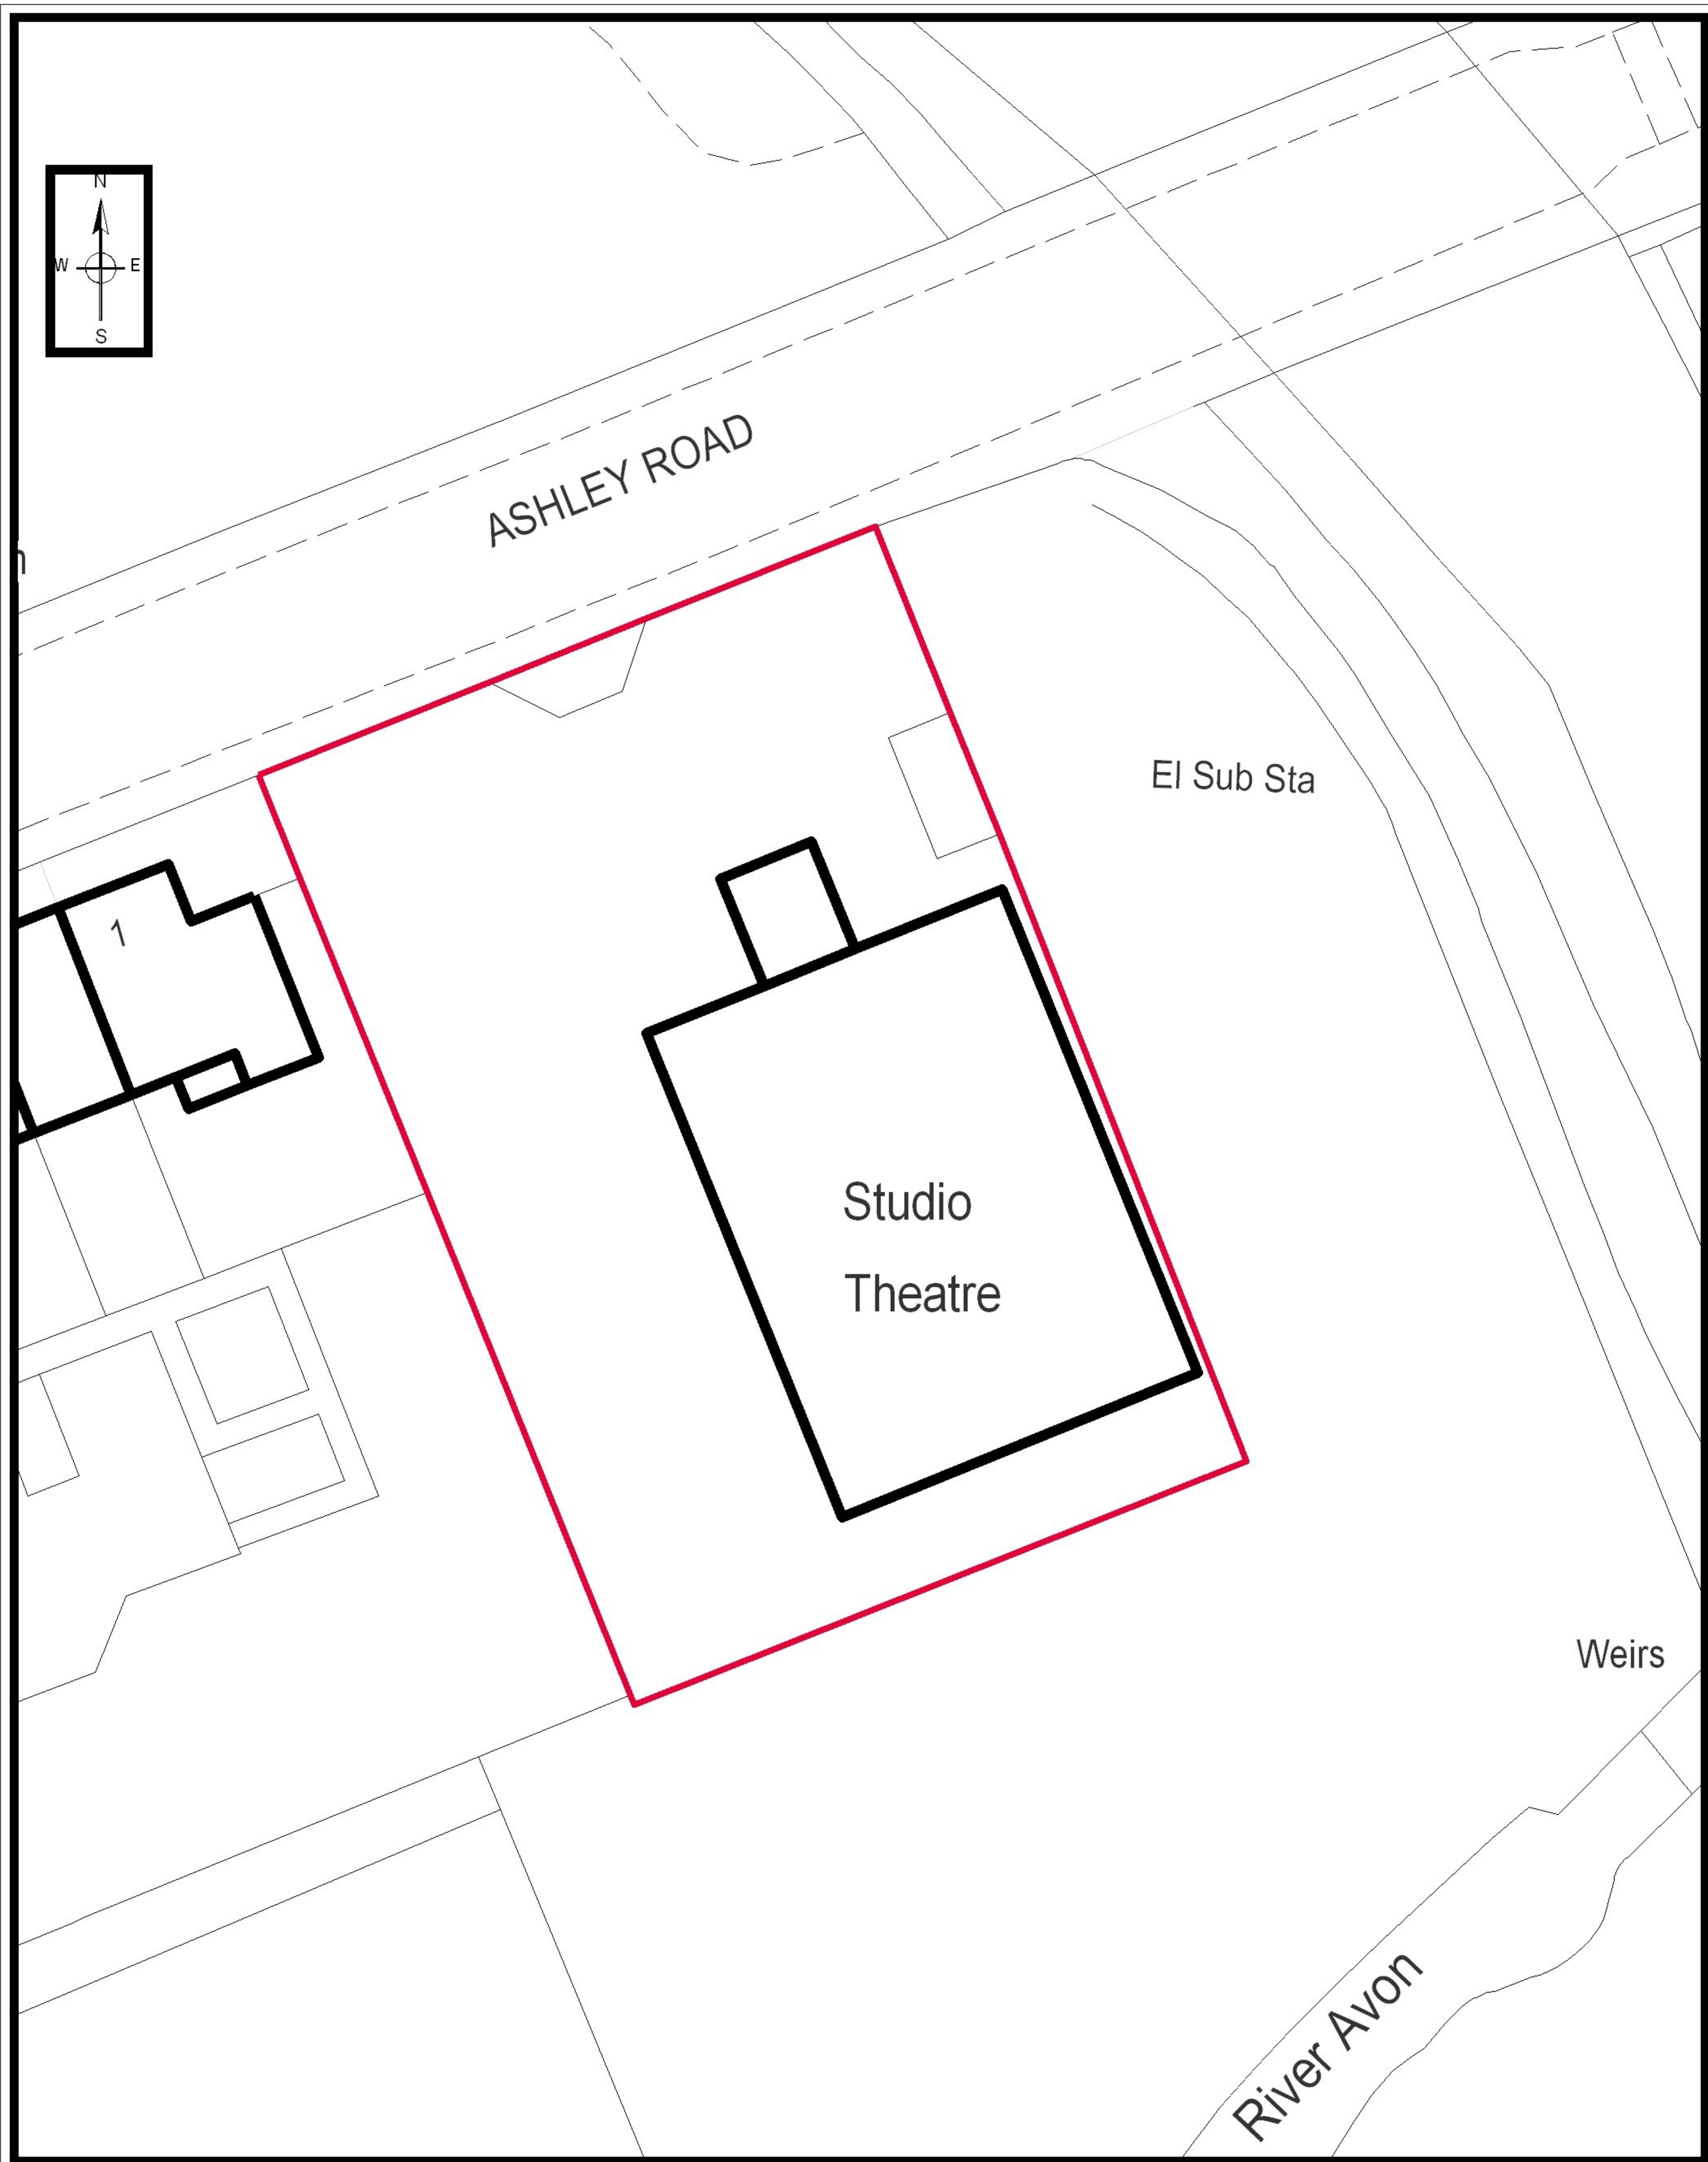 N
W E
S
ASHLEY ROAD
El Sub Sta
1
Studio
Theatre
Weirs
River Avon